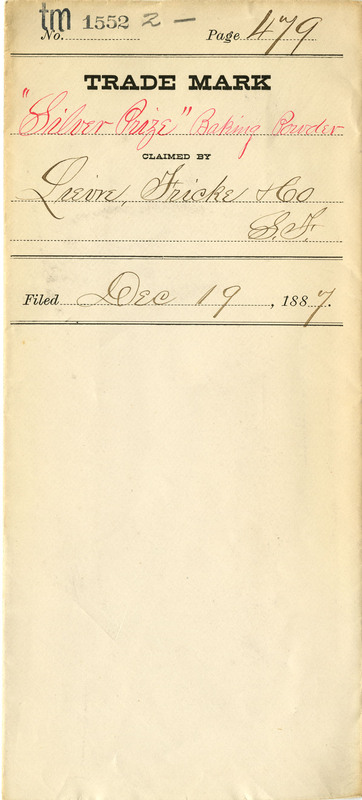 tm 1552 2 -
No. Page 479
TRADE MARK
"Silver Prize" Baking Powder
CLAIMED BY
Lievre, Fricke & Co
S.F.
Filed Dec 19, 1887.